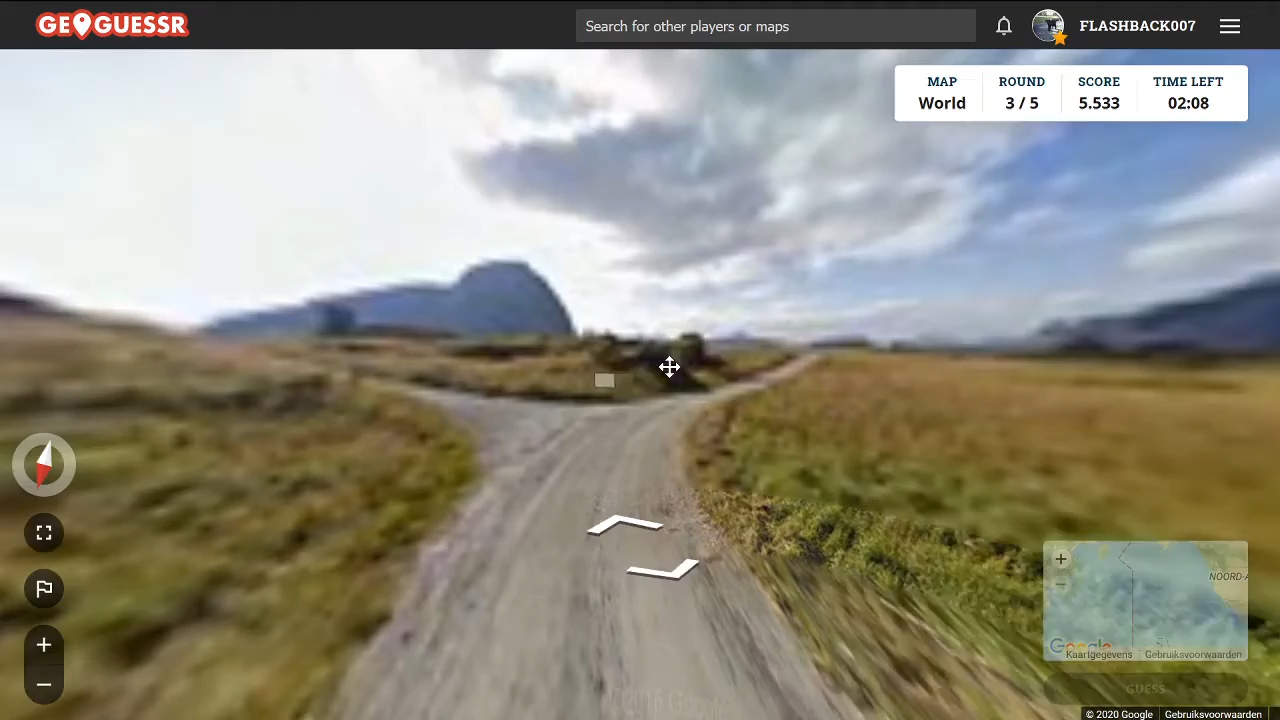 GEOGUESSR
Search for other players or maps
FLASHBACK007
MAP ROUND SCORE TIME LEFT
World 3 / 5 5.533 02:08
NOORD-A
Google
Kaartgegevens Gebruiksvoorwaarden
GUESS
© 2020 Google Gebruiksvoorwaarden